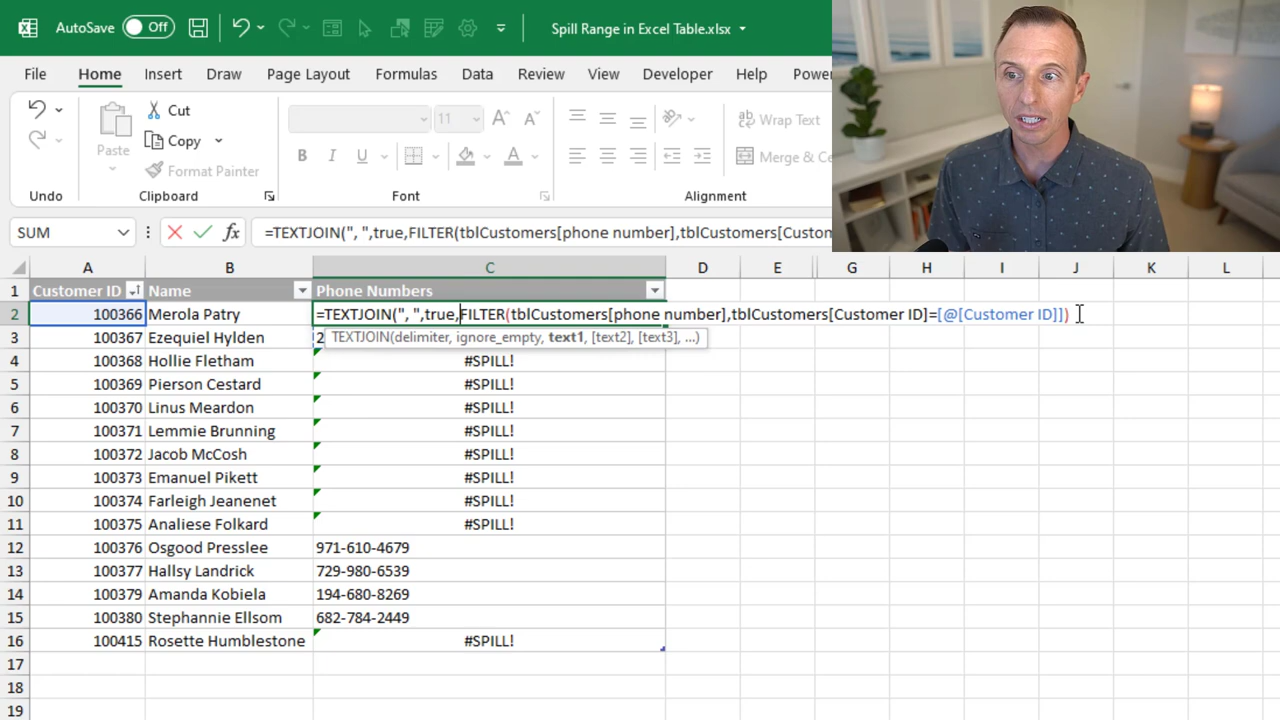 AutoSave Off Spill Range in Excel Table.xlsx
File Home Insert Draw Page Layout Formulas Data Review View Developer Help Power
Cut
Copy
Paste
Format Painter
11
A A
B I U A
Wrap Text
Merge & Ce
Undo Clipboard Font Alignment
SUM fx =TEXTJOIN(", ",true,FILTER(tblCustomers[phone number],tblCustomers[Custom
A B C D E G H I J K L
1 Customer ID Name Phone Numbers
2 100366 Merola Patry =TEXTJOIN(", ",true,FILTER(tblCustomers[phone number],tblCustomers[Customer ID]=[@[Customer ID]])
3 100367 Ezequiel Hylden 2 TEXTJOIN(delimiter, ignore_empty, text1, [text2], [text3], ...)
4 100368 Hollie Fletham #SPILL!
5 100369 Pierson Cestard #SPILL!
6 100370 Linus Meardon #SPILL!
7 100371 Lemmie Brunning #SPILL!
8 100372 Jacob McCosh #SPILL!
9 100373 Emanuel Pikett #SPILL!
10 100374 Farleigh Jeanenet #SPILL!
11 100375 Analiese Folkard #SPILL!
12 100376 Osgood Presslee 971-610-4679
13 100377 Hallsy Landrick 729-980-6539
14 100379 Amanda Kobiela 194-680-8269
15 100380 Stephannie Ellsom 682-784-2449
16 100415 Rosette Humblestone #SPILL!
17
18
19